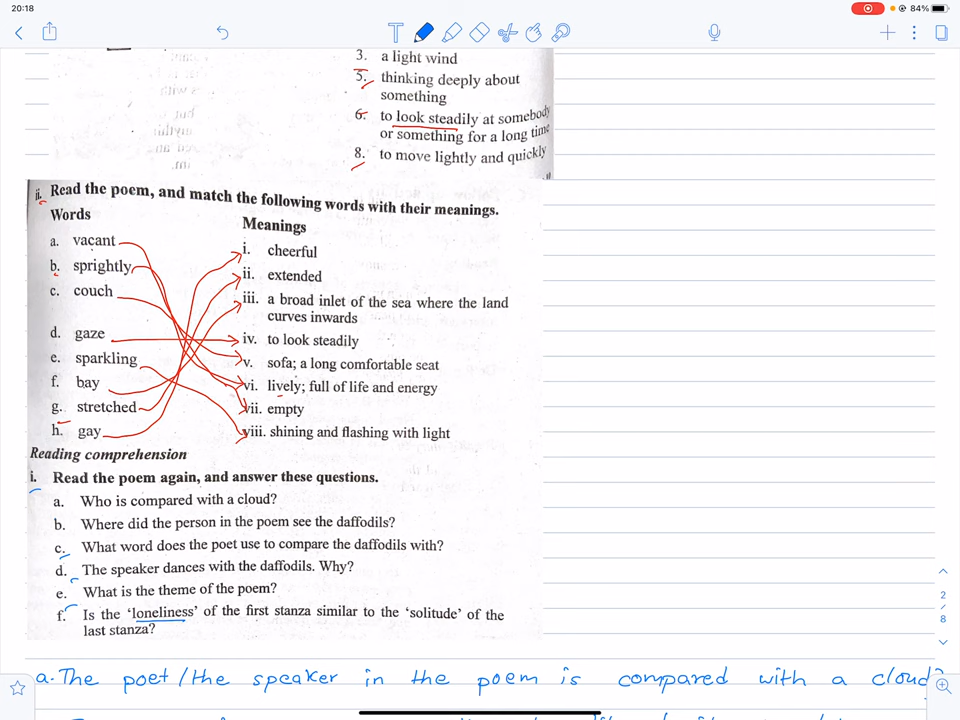 20:18
84%
3. a light wind
5. thinking deeply about
something
6. to look steadily at somebody
or something for a long time
8. to move lightly and quickly
ii. Read the poem, and match the following words with their meanings.
Words Meanings
a. vacant
b. sprightly
c. couch
d. gaze
e. sparkling
f. bay
g. stretched
h. gay
i. cheerful
ii. extended
iii. a broad inlet of the sea where the land
curves inwards
iv. to look steadily
v. sofa; a long comfortable seat
vi. lively; full of life and energy
vii. empty
viii. shining and flashing with light
Reading comprehension
i. Read the poem again, and answer these questions.
a. Who is compared with a cloud?
b. Where did the person in the poem see the daffodils?
c. What word does the poet use to compare the daffodils with?
d. The speaker dances with the daffodils. Why?
e. What is the theme of the poem?
f. Is the ‘loneliness’ of the first stanza similar to the ‘solitude’ of the
last stanza?
a. The poet / the speaker in the poem is compared with a cloud
2
/
8